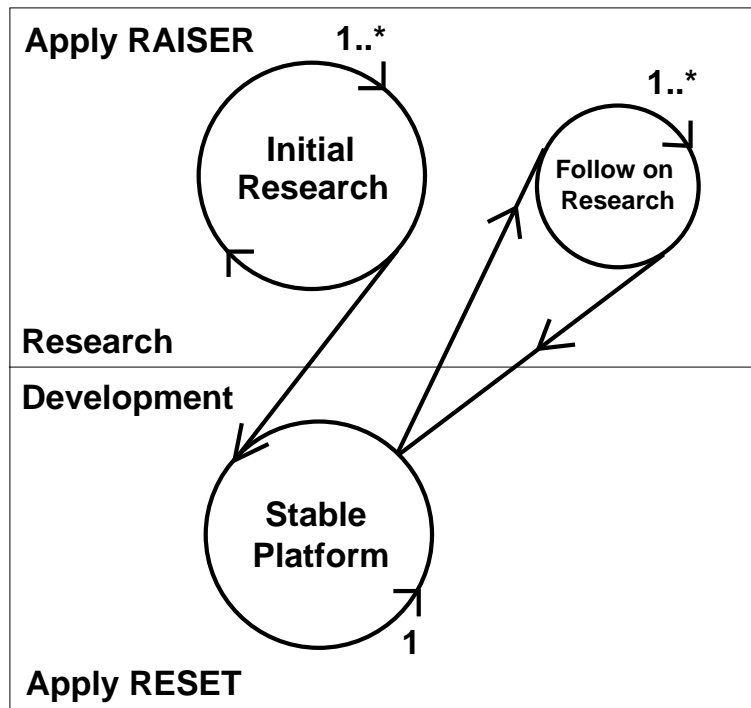 Apply RAISER
1..*
1..*
Initial
Research
Follow on
Research
Research
Development
Stable
Platform
1
Apply RESET